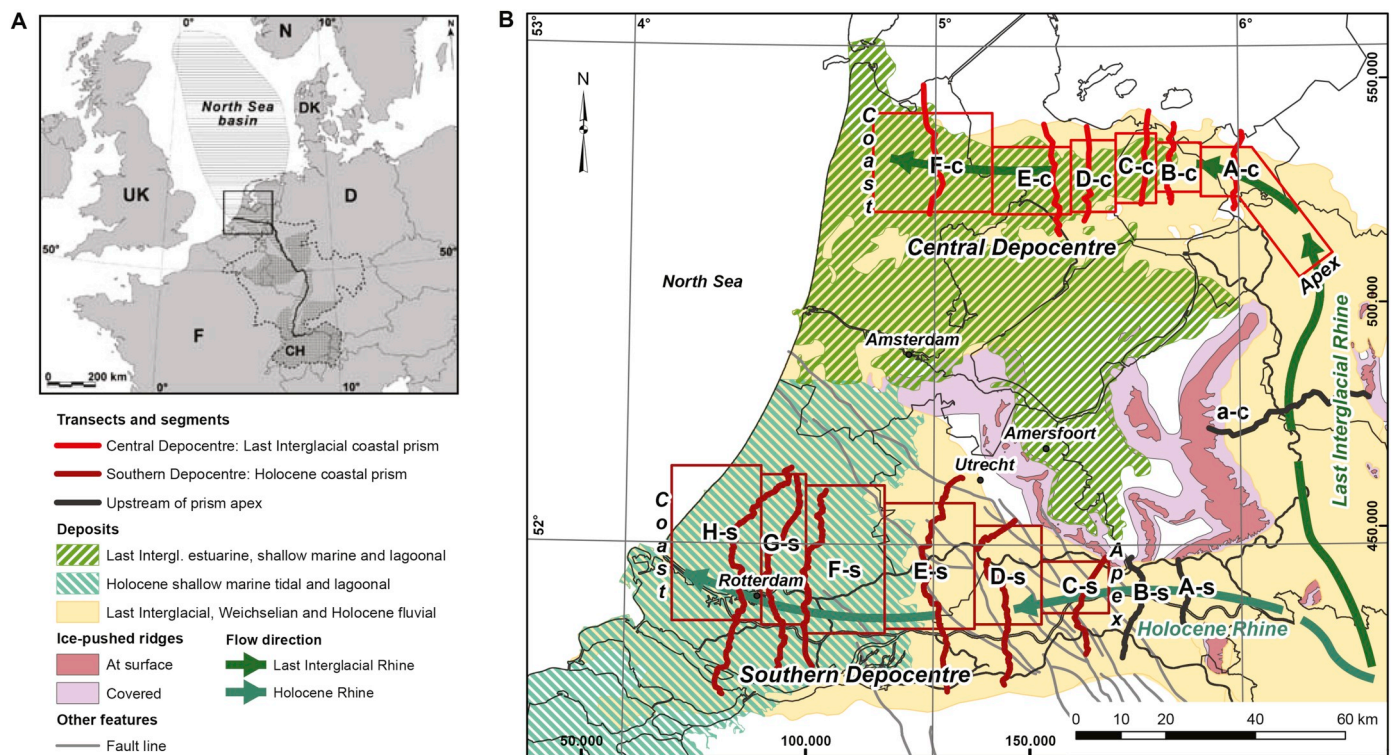 A
0°
10°
N
N
North Sea
basin
DK
UK
D
50°
50°
F
CH
0 200 km
0°
10°
Transects and segments
Central Depocentre: Last Interglacial coastal prism
Southern Depocentre: Holocene coastal prism
Upstream of prism apex
Deposits
Last Intergl. estuarine, shallow marine and lagoonal
Holocene shallow marine tidal and lagoonal
Last Interglacial, Weichselian and Holocene fluvial
Ice-pushed ridges
At surface
Covered
Flow direction
Last Interglacial Rhine
Holocene Rhine
Other features
Fault line
B
53°
4°
5°
6°
N
550.000
Coast
F-c
E-c
D-c
C-c
B-c
A-c
Central Depocentre
Apex
North Sea
500.000
Amsterdam
Last Interglacial Rhine
a-c
Amersfoort
Utrecht
52°
450.000
Coast
H-s
G-s
F-s
E-s
D-s
C-s
Apex
B-s
A-s
Rotterdam
Holocene Rhine
Southern Depocentre
0 10 20 40 60 km
50.000
100.000
150.000